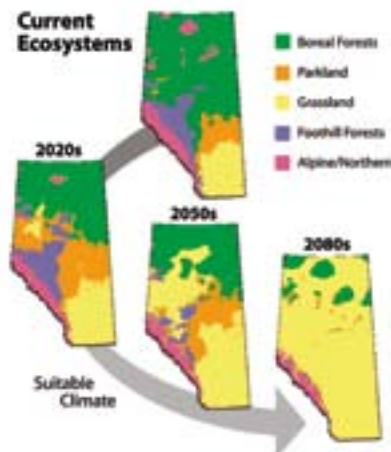 Current
Ecosystems
Boreal Forests
Parkland
Grassland
Foothill Forests
Alpine/Northern
2020s
2050s
2080s
Suitable
Climate